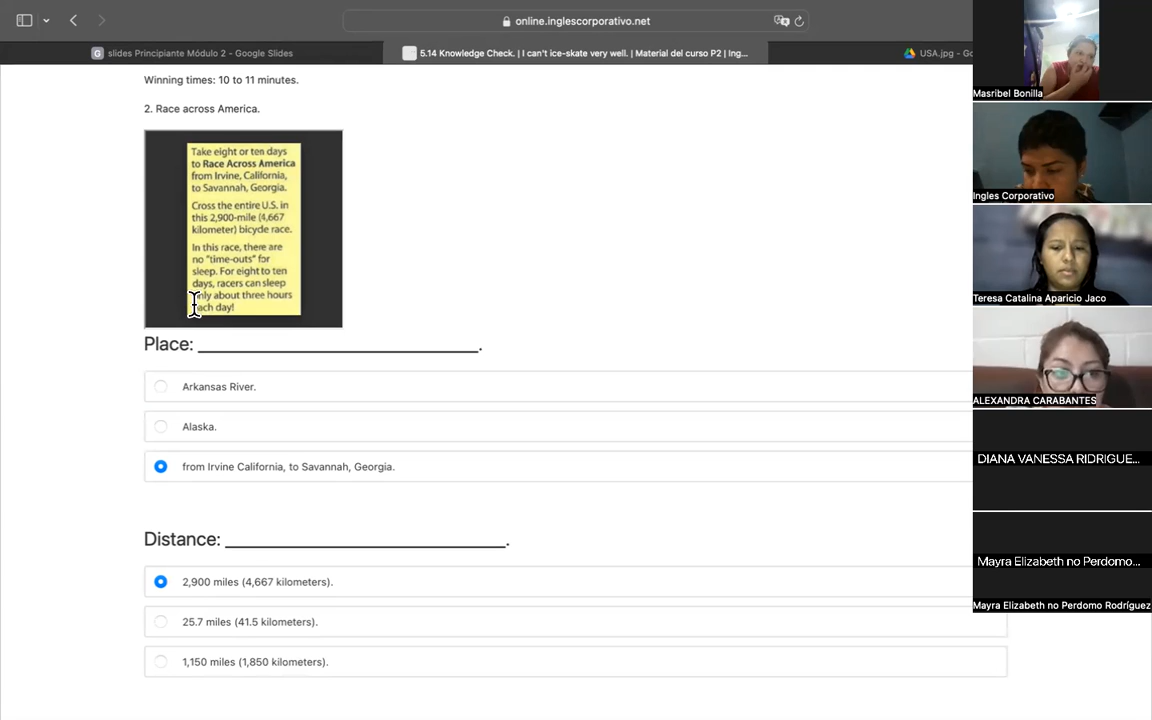 online.inglescorporativo.net
slides Principiante Módulo 2 - Google Slides
5.14 Knowledge Check. | I can't ice-skate very well. | Material del curso P2 | Ing...
USA.jpg - Go
Winning times: 10 to 11 minutes.
2. Race across America.
Take eight or ten days
to Race Across America
from Irvine, California,
to Savannah, Georgia.
Cross the entire U.S. in
this 2,900-mile (4,667
kilometer) bicycle race.
In this race, there are
no "time-outs" for
sleep. For eight to ten
days, racers can sleep
only about three hours
each day!
Place: ______________________________.
Arkansas River.
Alaska.
from Irvine California, to Savannah, Georgia.
Distance: ______________________________.
2,900 miles (4,667 kilometers).
25.7 miles (41.5 kilometers).
1,150 miles (1,850 kilometers).
Masribel Bonilla
Ingles Corporativo
Teresa Catalina Aparicio Jaco
ALEXANDRA CARABANTES
DIANA VANESSA RIDRIGUE...
Mayra Elizabeth no Perdomo...
Mayra Elizabeth no Perdomo Rodríguez